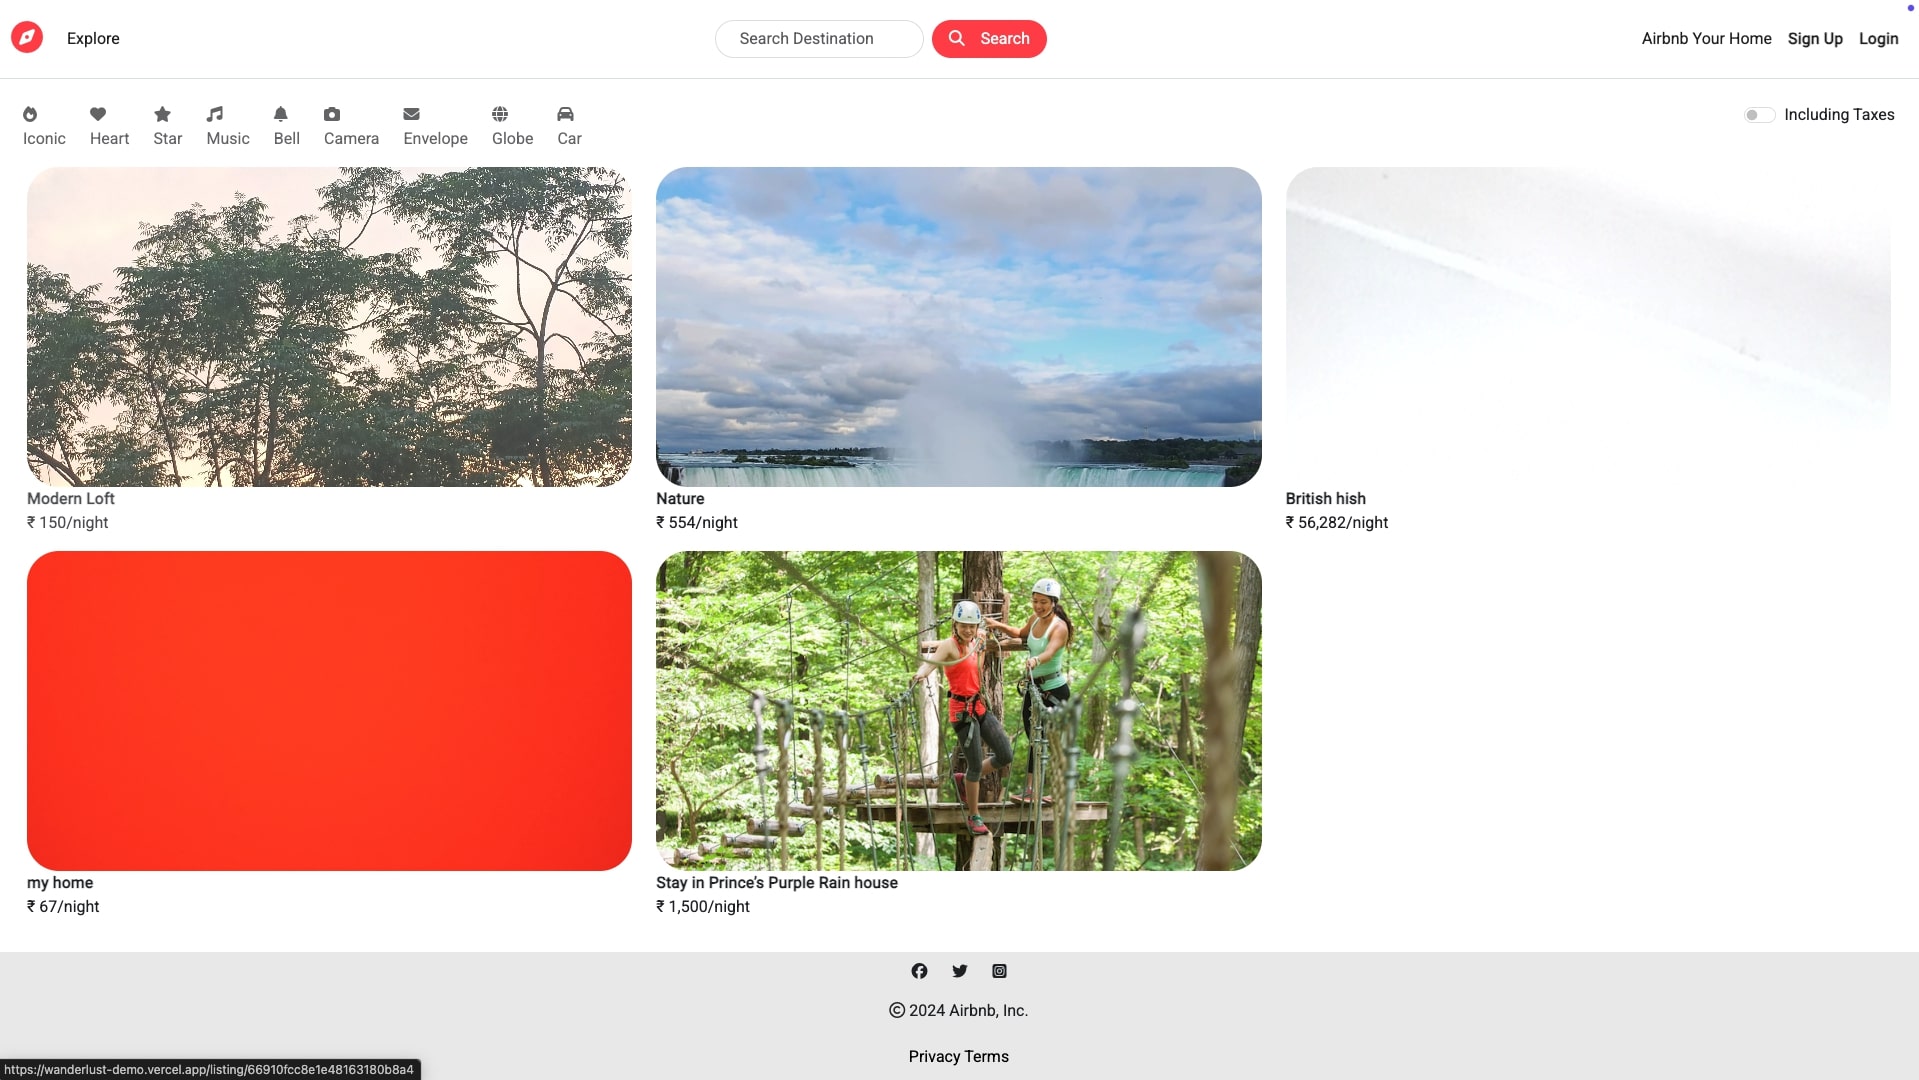 Explore
Search Destination
Search
Airbnb Your Home
Sign Up
Login
Iconic
Heart
Star
Music
Bell
Camera
Envelope
Globe
Car
Including Taxes
Modern Loft
₹ 150/night
Nature
₹ 554/night
British hish
₹ 56,282/night
my home
₹ 67/night
Stay in Prince’s Purple Rain house
₹ 1,500/night
© 2024 Airbnb, Inc.
Privacy Terms
https://wanderlust-demo.vercel.app/listing/66910fcc8e1e48163180b8a4